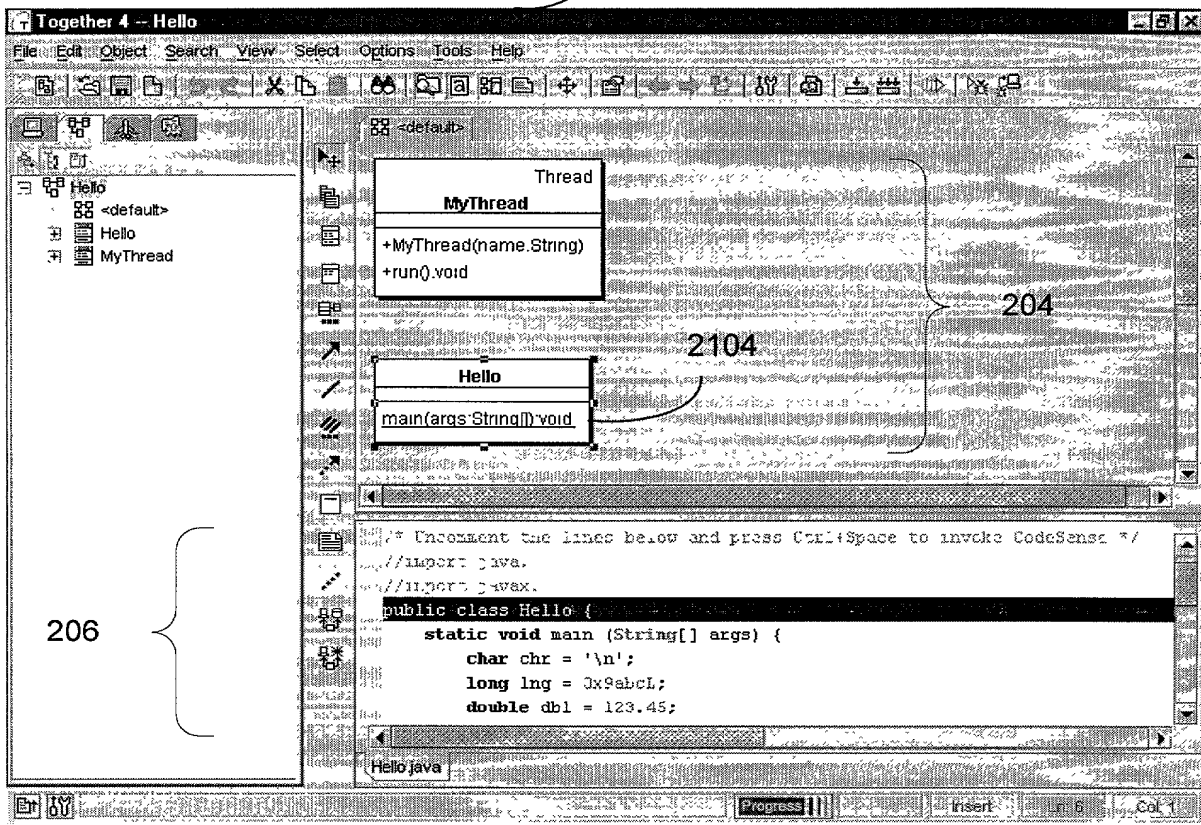 Together 4 -- Hello
File Edit Object Search View Select Options Tools Help
<default>
Hello
<default>
Hello
MyThread
Thread
MyThread
+MyThread(name.String)
+run().void
204
2104
Hello
main(args:String[]):void
206
/* Uncomment the lines below and press Ctrl+Space to invoke CodeSense */
//import java.
//import javax.
public class Hello {
static void main (String[] args) {
char chr = '\n';
long lng = 0x9abcL;
double dbl = 123.45;
Hello.java
Progress
Insert
Ln 6
Col 1